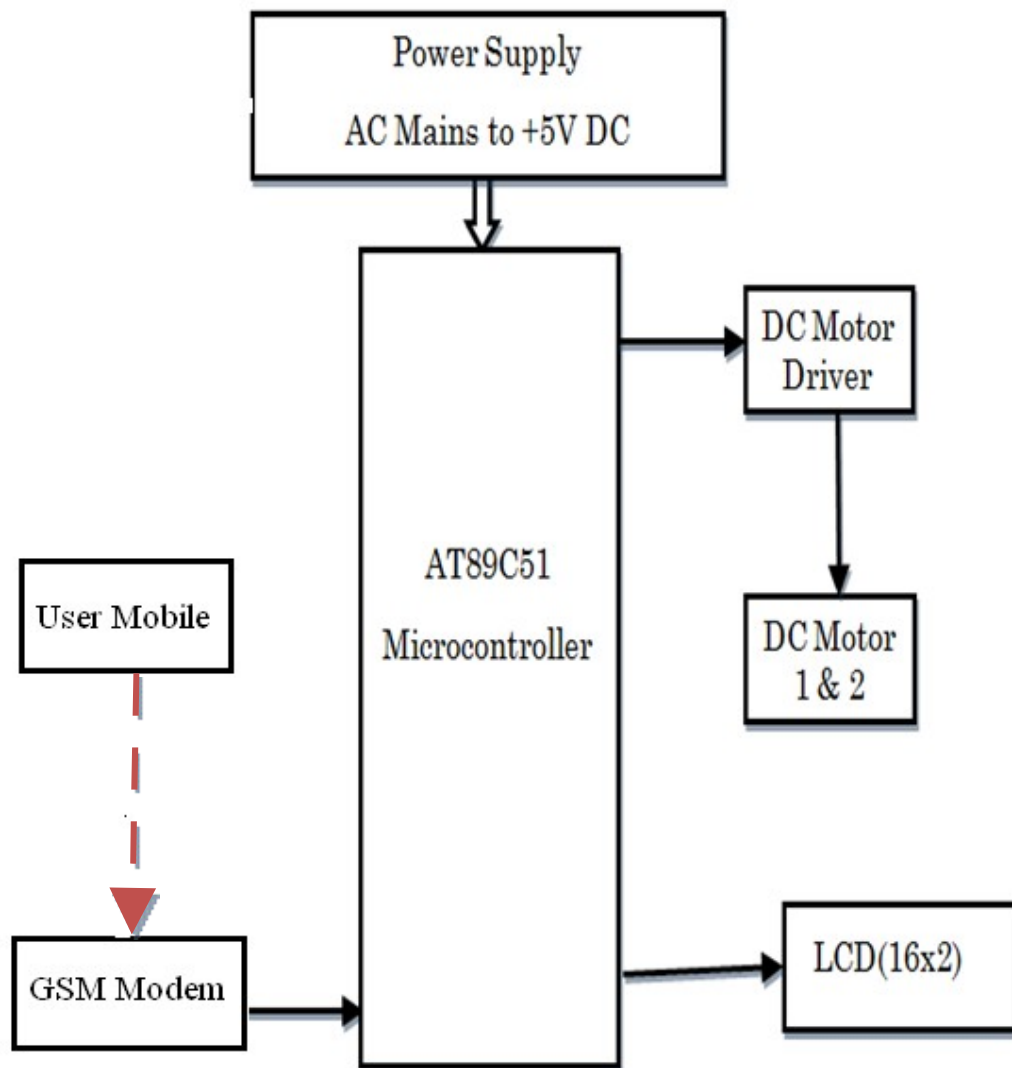 Power Supply
AC Mains to +5V DC
DC Motor
Driver
AT89C51
Microcontroller
User Mobile
DC Motor
1 & 2
GSM Modem
LCD(16x2)